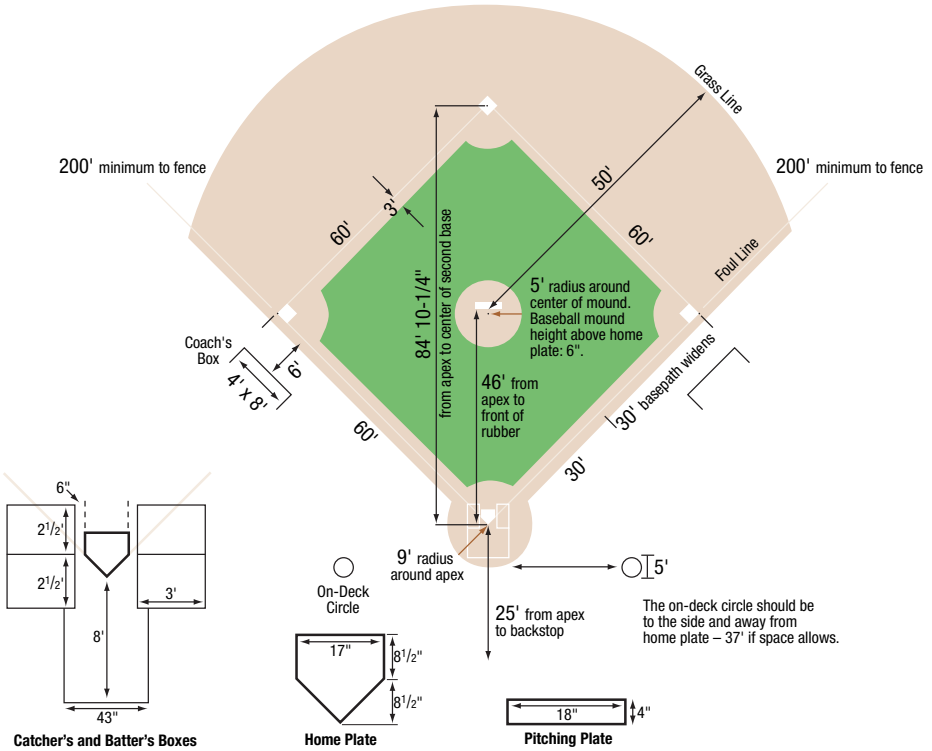 Grass Line
200' minimum to fence
200' minimum to fence
50'
3'
60'
60'
Foul Line
84' 10-1/4"
from apex to center of second base
5' radius around
center of mound.
Baseball mound
height above home
plate: 6".
Coach's
Box
6'
4' x 8'
46' from
apex to
front of
rubber
30' basepath widens
60'
30'
6"
2 1/2'
2 1/2'
3'
8'
43"
Catcher's and Batter's Boxes
9' radius
around apex
On-Deck
Circle
5'
25' from apex
to backstop
The on-deck circle should be
to the side and away from
home plate – 37' if space allows.
17"
8 1/2"
8 1/2"
Home Plate
18"
4"
Pitching Plate